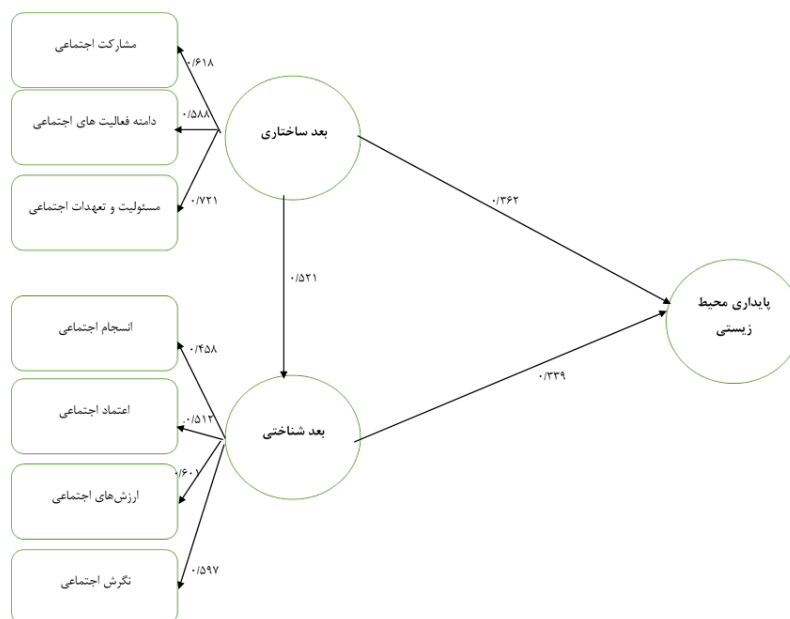 مشارکت اجتماعی
۰/۶۱۸
دامنه فعالیت های اجتماعی
۰/۵۸۸
بعد ساختاری
مسئولیت و تعهدات اجتماعی
۰/۷۲۱
۰/۳۶۲
۰/۵۲۱
پایداری محیط
زیستی
انسجام اجتماعی
۰/۴۵۸
۰/۳۳۹
اعتماد اجتماعی
۰/۵۱۲
بعد شناختی
ارزش‌های اجتماعی
۰/۶۰۱
نگرش اجتماعی
۰/۵۹۷